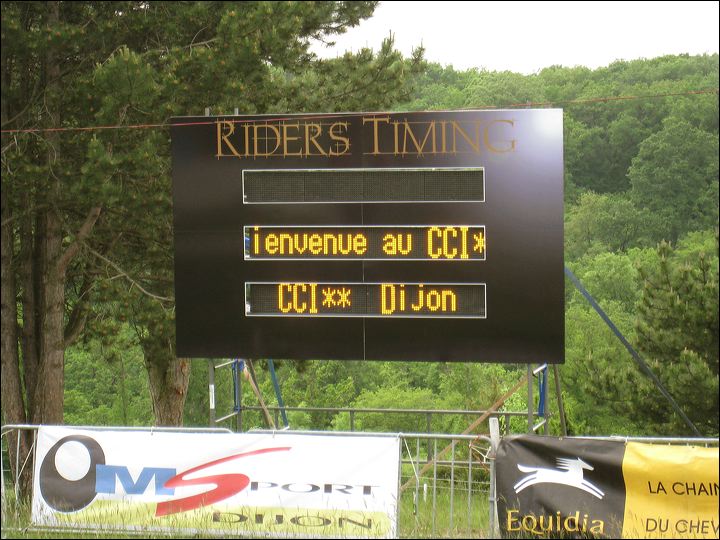 RIDERS TIMING
ienvenue au CCI*
CCI** Dijon
OMSPORT
DIJON
Equidia
LA CHAIN
DU CHEV